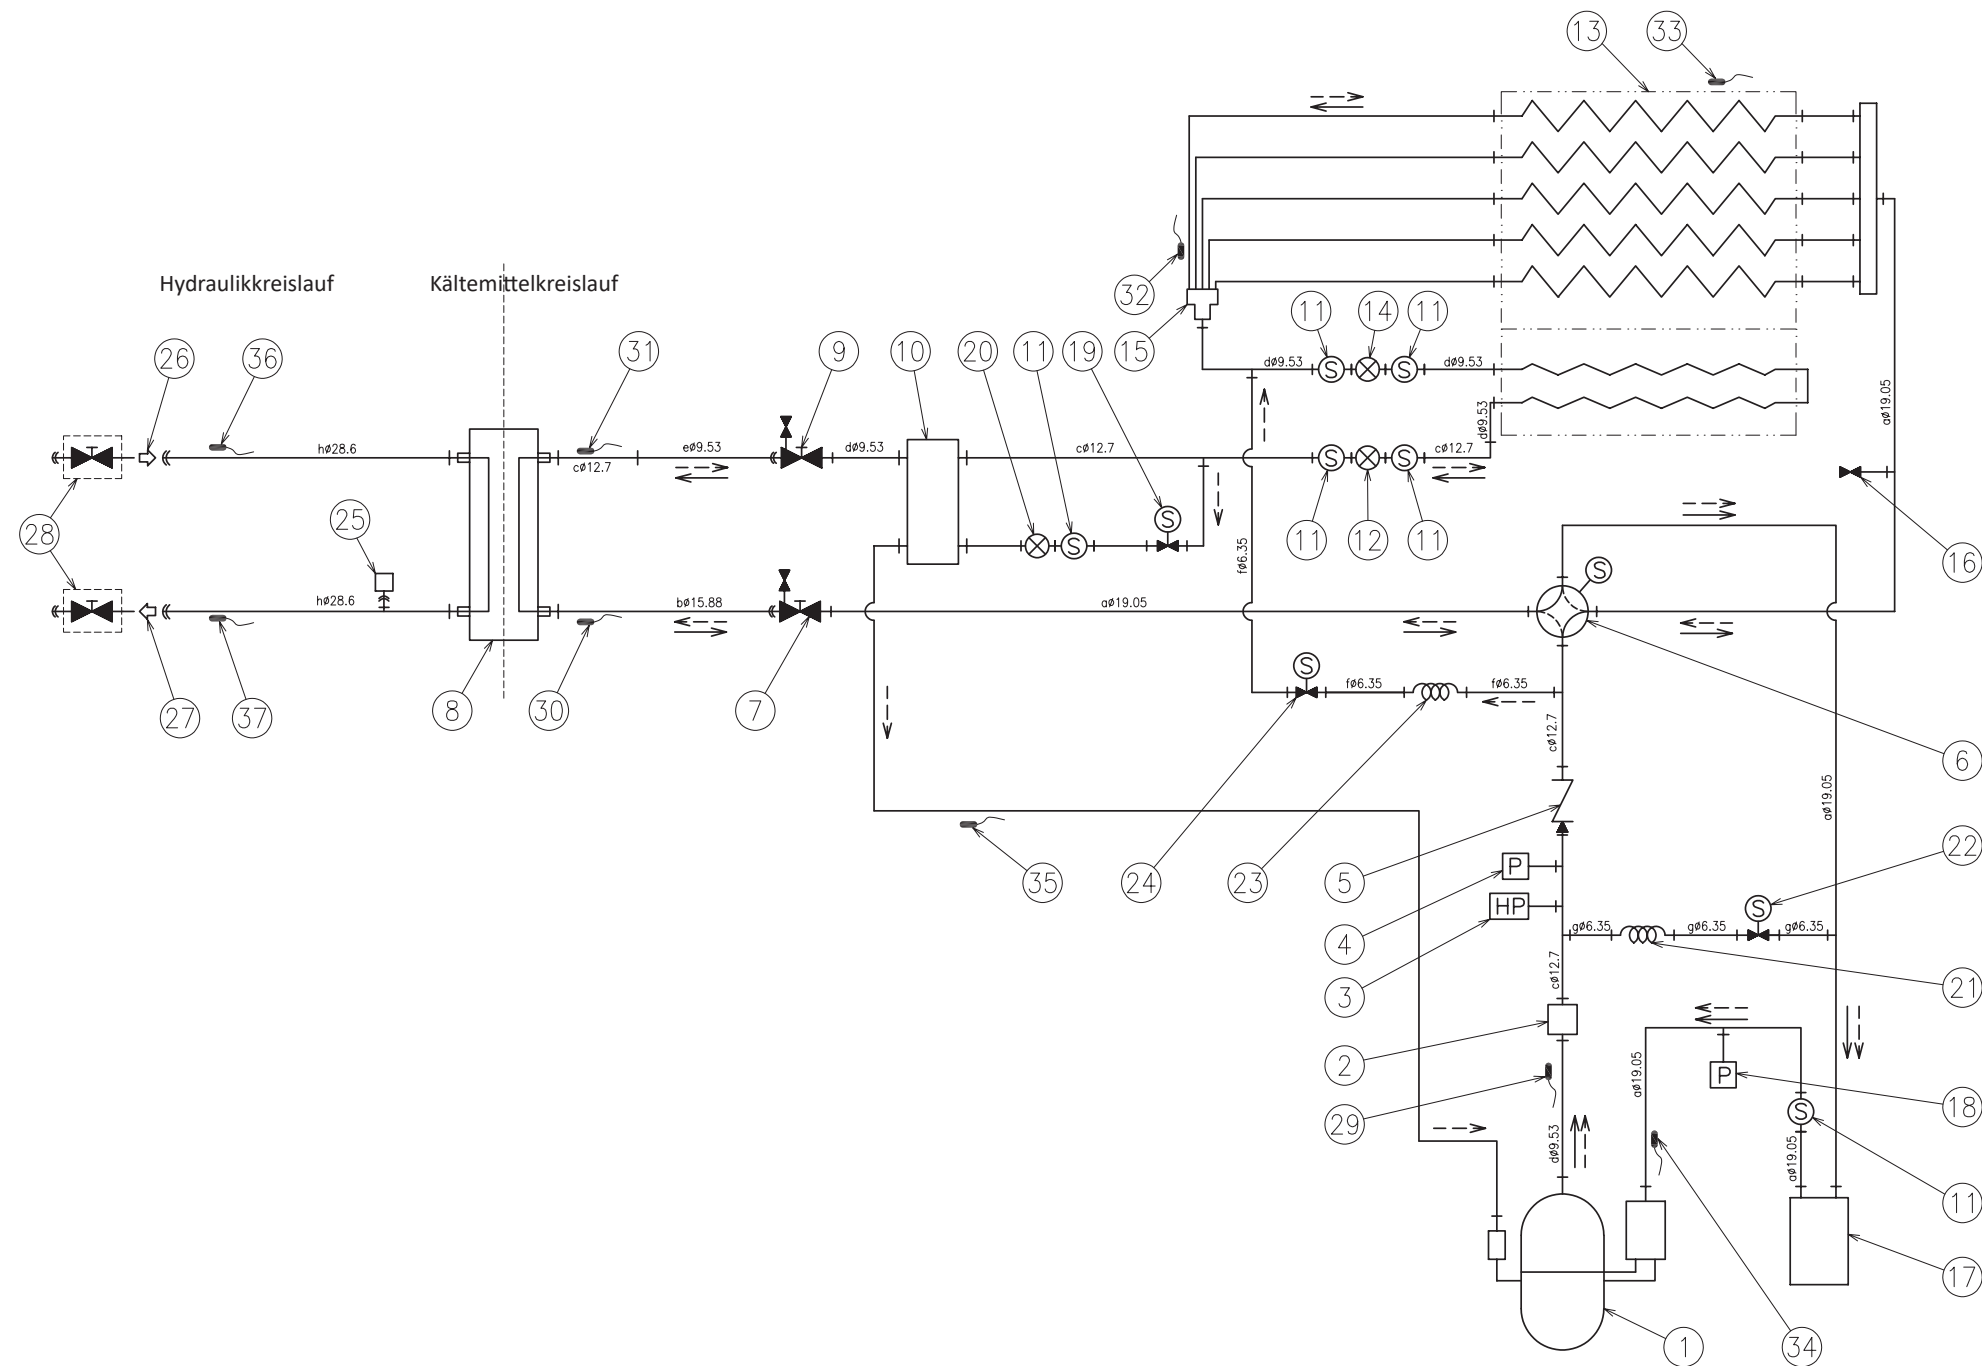 13
33
Hydraulikkreislauf
Kältemittelkreislauf
32
15
11
14
11
26
36
31
9
10
20
11
19
dø9.53
S
S
dø9.53
hø28.6
cø12.7
eø9.53
dø9.53
cø12.7
S
S
cø12.7
dø9.53
aø19.05
28
25
S
S
11
12
11
16
fø6.35
S
hø28.6
bø15.88
aø19.05
27
37
8
30
7
S
fø6.35
fø6.35
cø12.7
6
aø19.05
35
24
23
5
22
P
4
HP
3
S
gø6.35
gø6.35
gø6.35
cø12.7
21
2
aø19.05
P
18
29
S
dø9.53
aø19.05
11
17
1
34